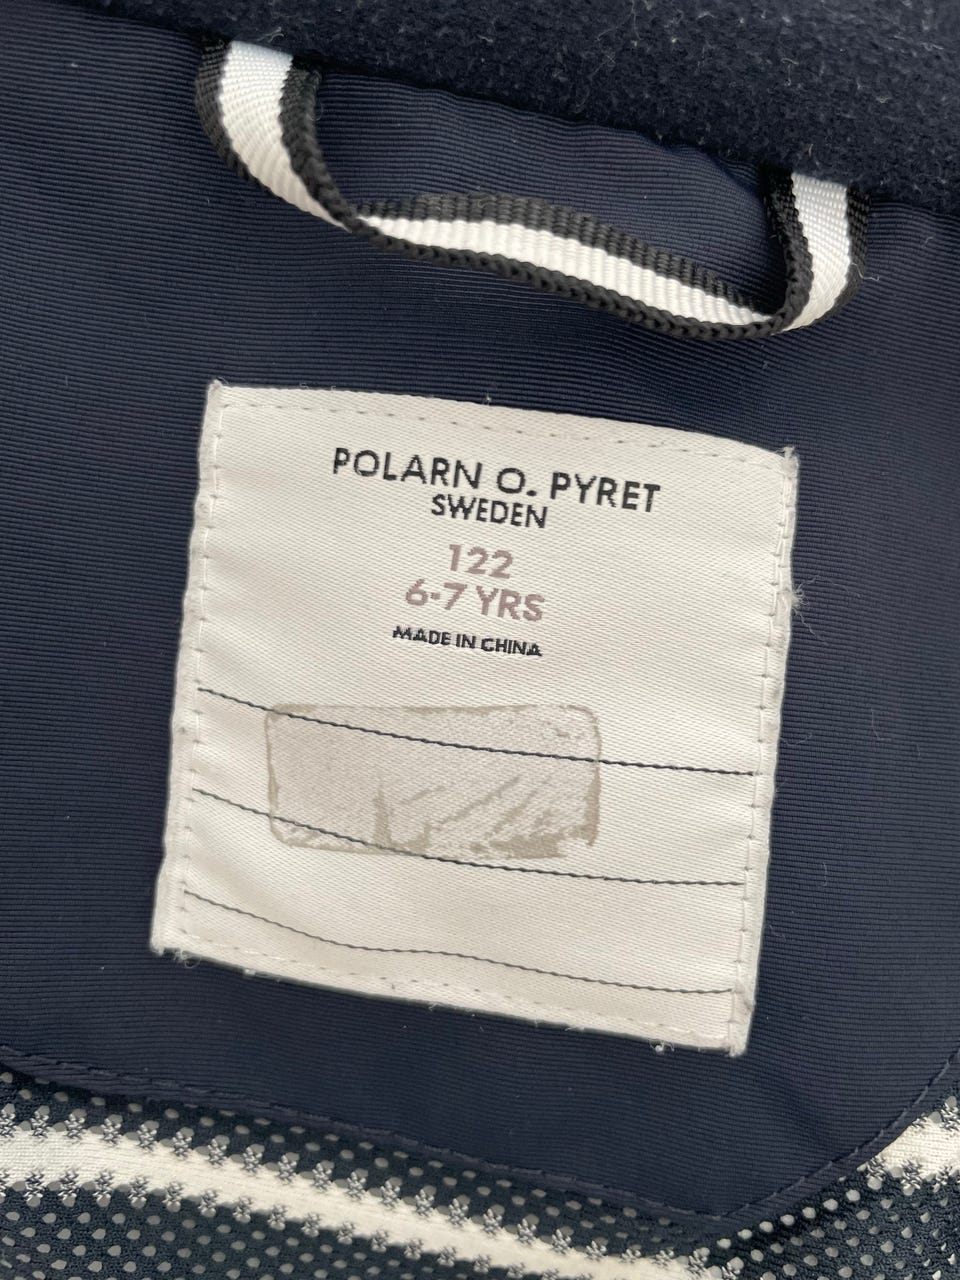 POLARN O. PYRET
SWEDEN
122
6-7 YRS
MADE IN CHINA